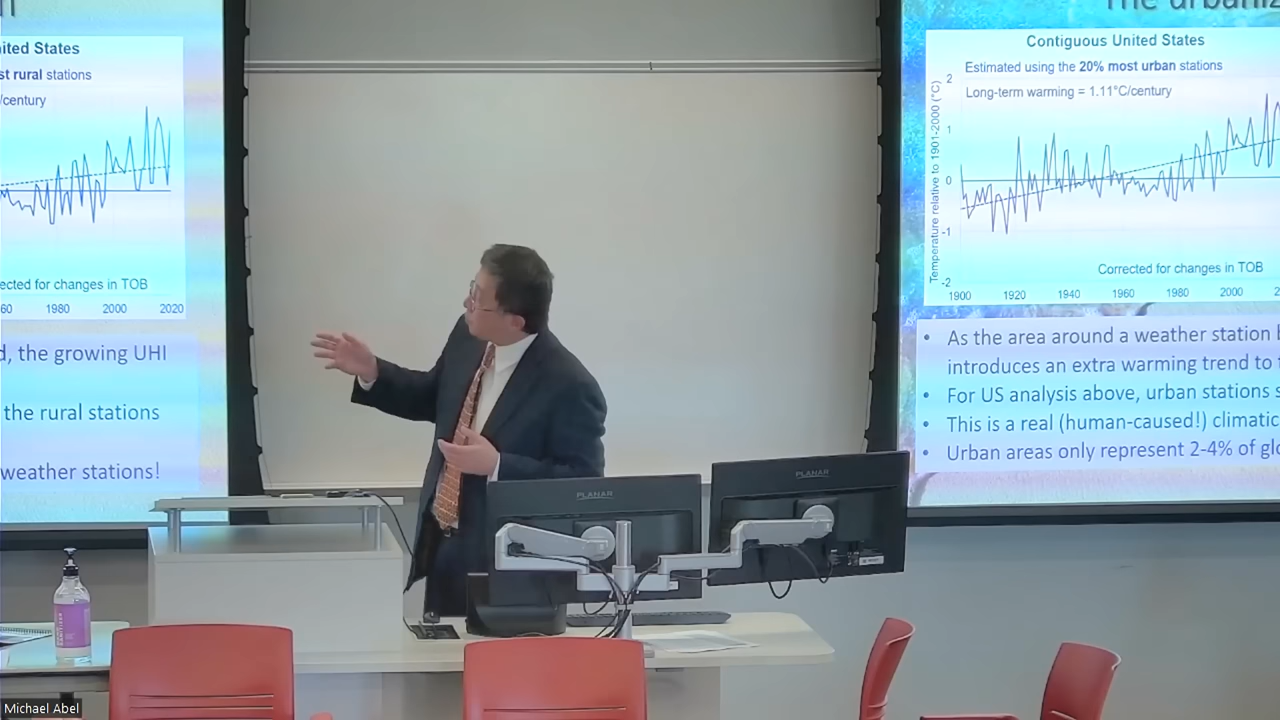 ited States
st rural stations
/century
ected for changes in TOB
60 1980 2000 2020
d, the growing UHI
the rural stations
weather stations!
The urbaniz
Contiguous United States
Estimated using the 20% most urban stations
Long-term warming = 1.11°C/century
Temperature relative to 1901-2000 (°C)
2
1
0
-1
-2
Corrected for changes in TOB
1900 1920 1940 1960 1980 2000 2
• As the area around a weather station
introduces an extra warming trend to
• For US analysis above, urban stations s
• This is a real (human-caused!) climatic
• Urban areas only represent 2-4% of glo
PLANAR
PLANAR
Michael Abel